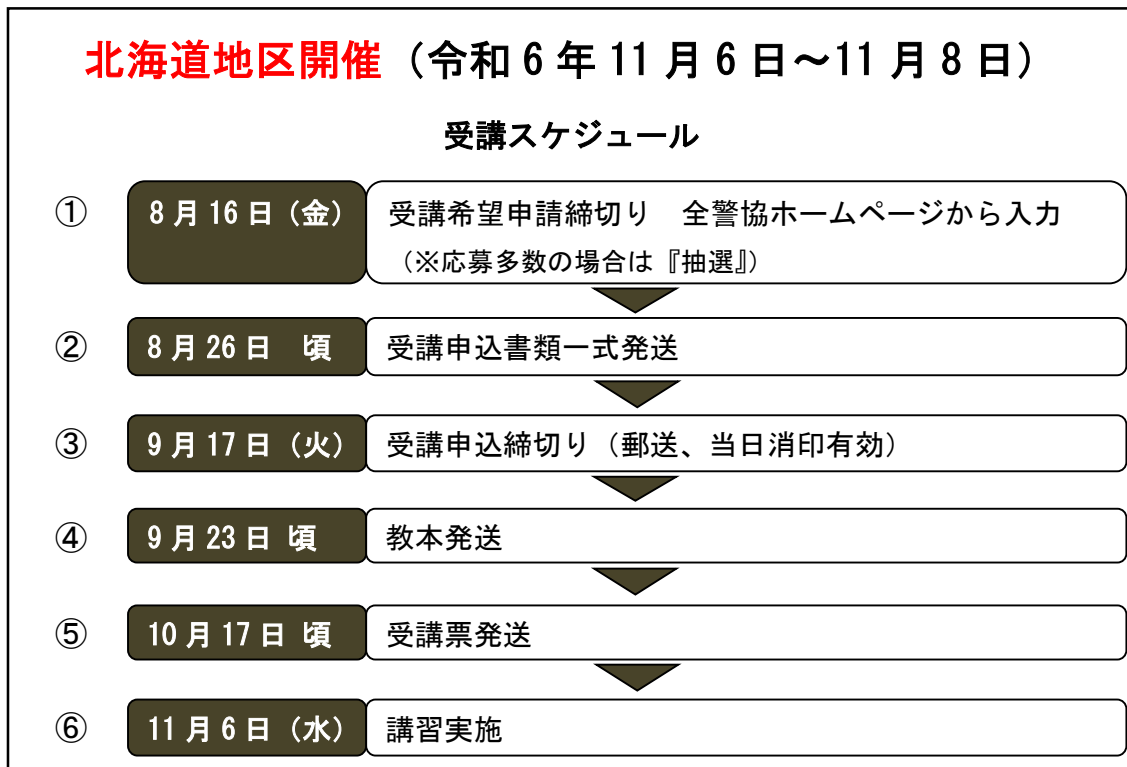 北海道地区開催（令和６年11月６日～11月８日）
受講スケジュール
① 8月16日（金） 受講希望申請締切り　全警協ホームページから入力
（※応募多数の場合は『抽選』）
② 8月26日　頃 受講申込書類一式発送
③ 9月17日（火） 受講申込締切り（郵送、当日消印有効）
④ 9月23日 頃 教本発送
⑤ 10月17日 頃 受講票発送
⑥ 11月6日（水） 講習実施